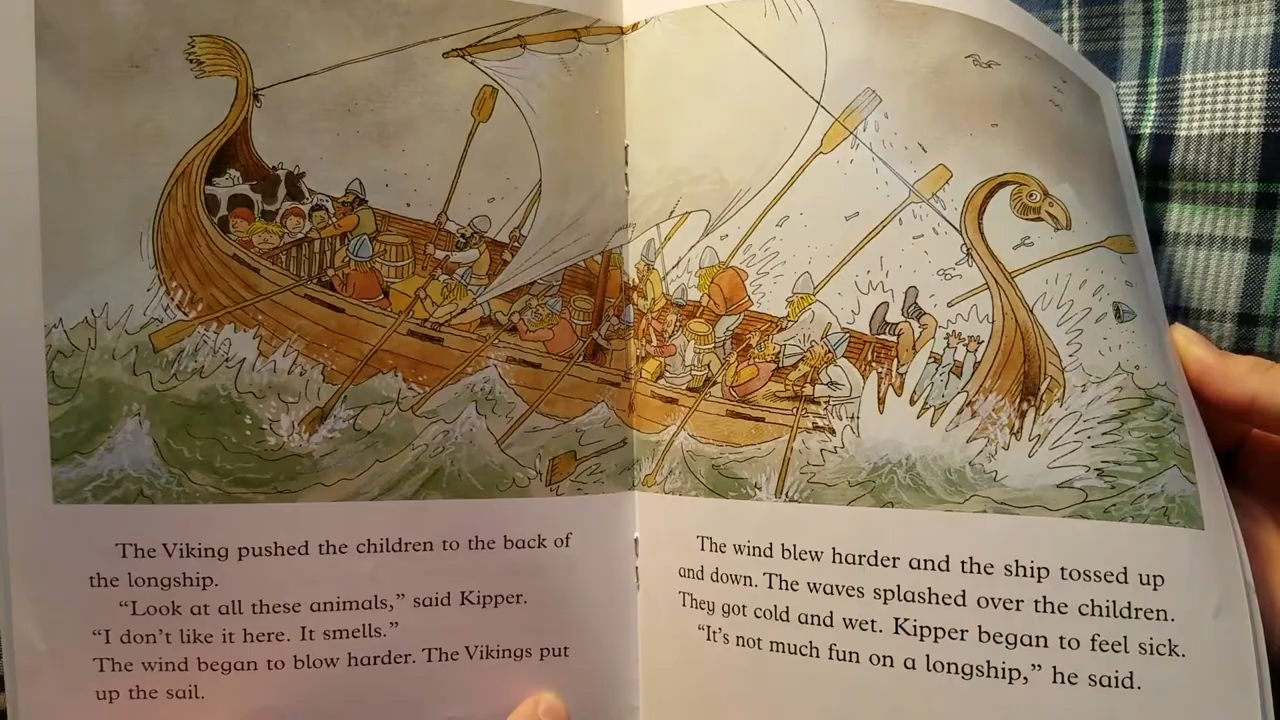 The Viking pushed the children to the back of
the longship.
“Look at all these animals,” said Kipper.
“I don’t like it here. It smells.”
The wind began to blow harder. The Vikings put
up the sail.
The wind blew harder and the ship tossed up
and down. The waves splashed over the children.
They got cold and wet. Kipper began to feel sick.
“It’s not much fun on a longship,” he said.